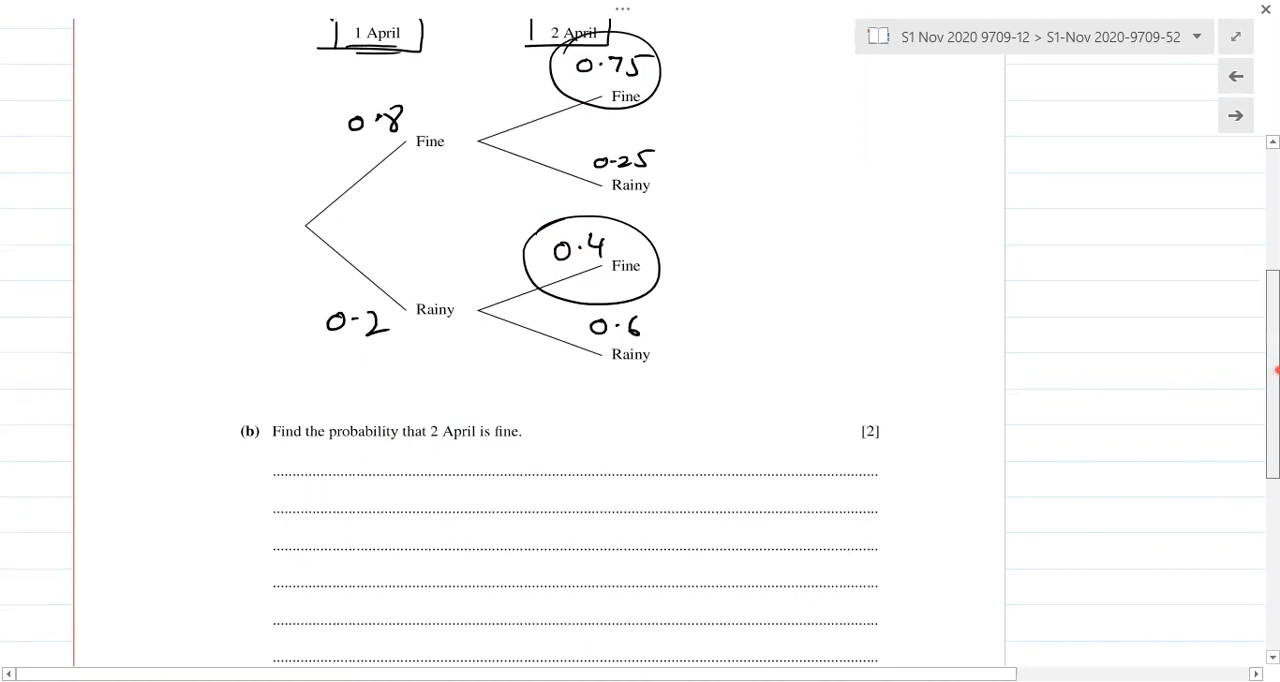 S1 Nov 2020 9709-12 > S1-Nov-2020-9709-52
1 April 2 April
0.75
Fine
0.8
Fine
0.25
Rainy
0.4
Fine
0.2
Rainy
0.6
Rainy
(b) Find the probability that 2 April is fine. [2]